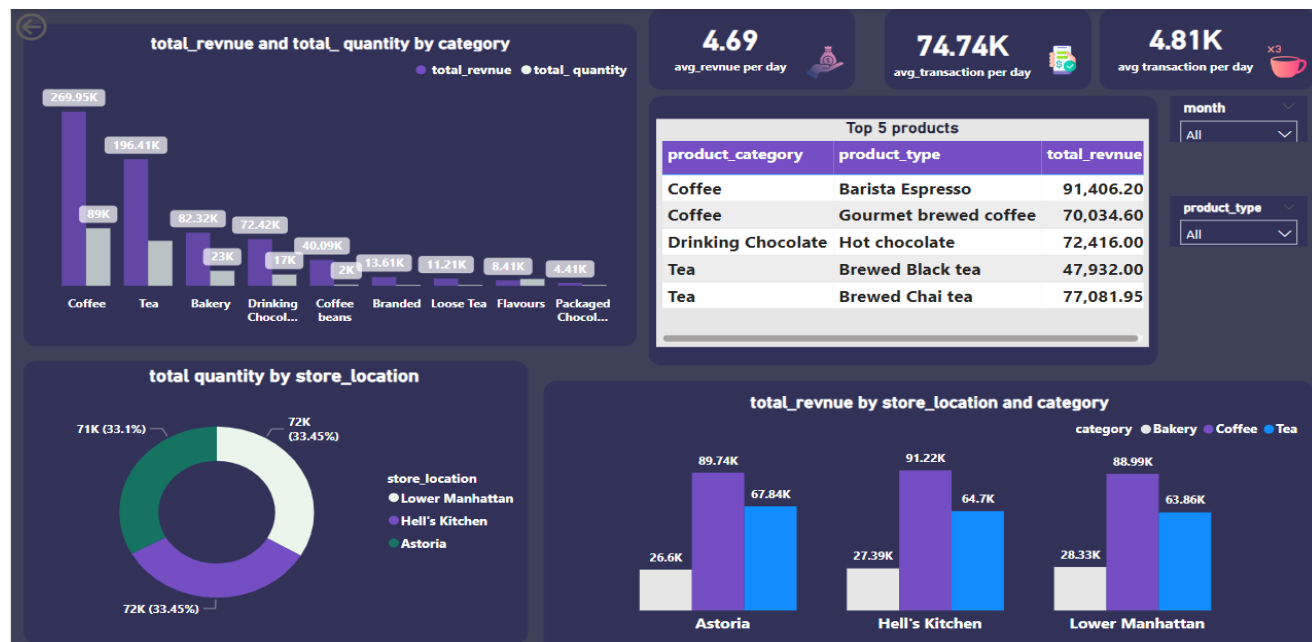 total_revnue and total_ quantity by category
total_revnue total_ quantity
269.95K
196.41K
89K
82.32K
72.42K
23K
17K
40.09K
2K
13.61K
11.21K
8.41K
4.41K
Coffee Tea Bakery Drinking Chocol... Coffee beans Branded Loose Tea Flavours Packaged Chocol...
4.69
avg_revnue per day
74.74K
avg_transaction per day
4.81K
avg transaction per day
×3
month
All
product_type
All
Top 5 products
product_category product_type total_revnue
Coffee Barista Espresso 91,406.20
Coffee Gourmet brewed coffee 70,034.60
Drinking Chocolate Hot chocolate 72,416.00
Tea Brewed Black tea 47,932.00
Tea Brewed Chai tea 77,081.95
total quantity by store_location
71K (33.1%)
72K
(33.45%)
72K (33.45%)
store_location
Lower Manhattan
Hell's Kitchen
Astoria
total_revnue by store_location and category
category Bakery Coffee Tea
26.6K 89.74K 67.84K
27.39K 91.22K 64.7K
28.33K 88.99K 63.86K
Astoria Hell's Kitchen Lower Manhattan